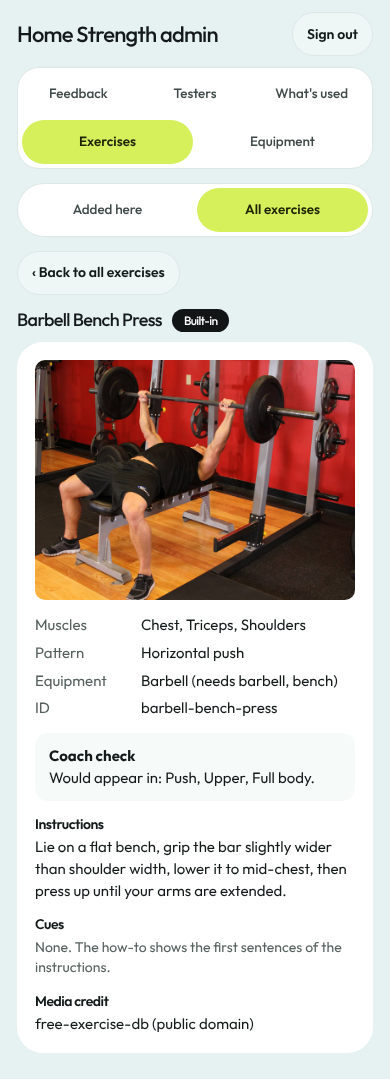 Home Strength admin
Sign out
Feedback
Testers
What's used
Exercises
Equipment
Added here
All exercises
‹ Back to all exercises
Barbell Bench Press
Built-in
Muscles
Chest, Triceps, Shoulders
Pattern
Horizontal push
Equipment
Barbell (needs barbell, bench)
ID
barbell-bench-press
Coach check
Would appear in: Push, Upper, Full body.
Instructions
Lie on a flat bench, grip the bar slightly wider
than shoulder width, lower it to mid-chest, then
press up until your arms are extended.
Cues
None. The how-to shows the first sentences of the
instructions.
Media credit
free-exercise-db (public domain)